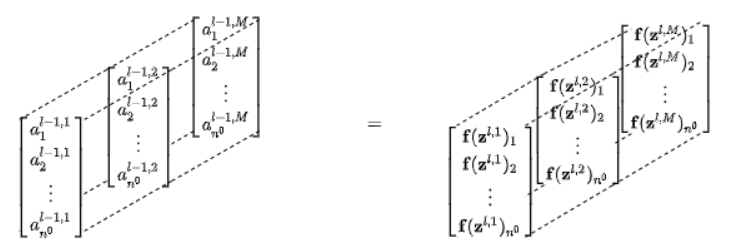 a_1^{l-1,M}
a_2^{l-1,M}
⋮
a_{n^0}^{l-1,M}
a_1^{l-1,2}
a_2^{l-1,2}
⋮
a_{n^0}^{l-1,2}
a_1^{l-1,1}
a_2^{l-1,1}
⋮
a_{n^0}^{l-1,1}
=
f(z^{l,M})_1
f(z^{l,M})_2
⋮
f(z^{l,M})_{n^0}
f(z^{l,2})_1
f(z^{l,2})_2
⋮
f(z^{l,2})_{n^0}
f(z^{l,1})_1
f(z^{l,1})_2
⋮
f(z^{l,1})_{n^0}